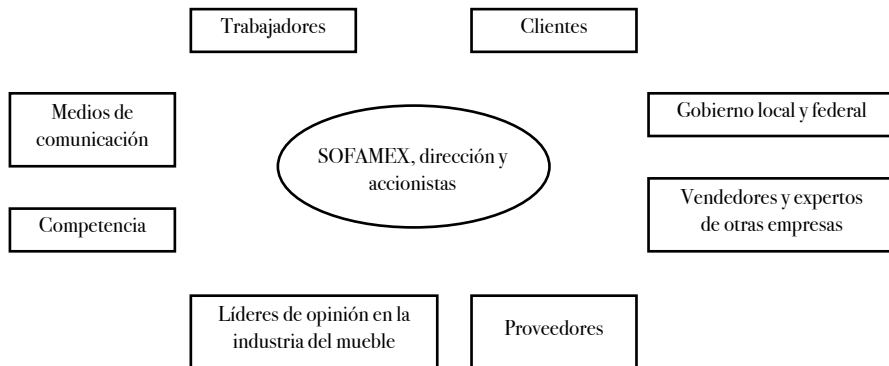 Trabajadores
Clientes
Medios de
comunicación
Gobierno local y federal
SOFAMEX, dirección y
accionistas
Vendedores y expertos
de otras empresas
Competencia
Líderes de opinión en la
industria del mueble
Proveedores